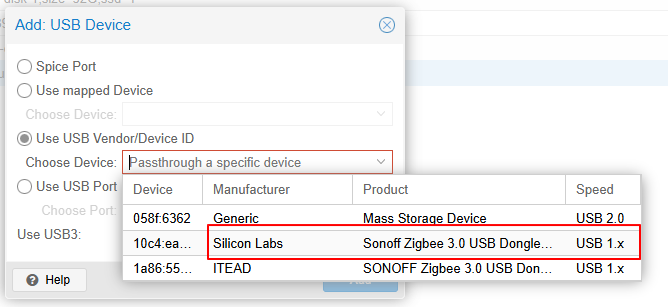 Add: USB Device
Spice Port
Use mapped Device
Choose Device:
Use USB Vendor/Device ID
Choose Device: Passthrough a specific device
Use USB Port
Choose Port:
Use USB3:
Device Manufacturer Product Speed
058f:6362 Generic Mass Storage Device USB 2.0
10c4:ea... Silicon Labs Sonoff Zigbee 3.0 USB Dongle... USB 1.x
1a86:55... ITEAD SONOFF Zigbee 3.0 USB Don... USB 1.x
Help
Add